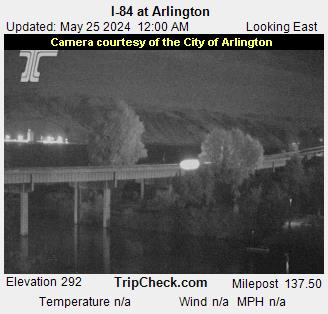 I-84 at Arlington
Updated: May 25 2024 12:00 AM Looking East
Camera courtesy of the City of Arlington
Elevation 292 TripCheck.com Milepost 137.50
Temperature n/a Wind n/a MPH n/a